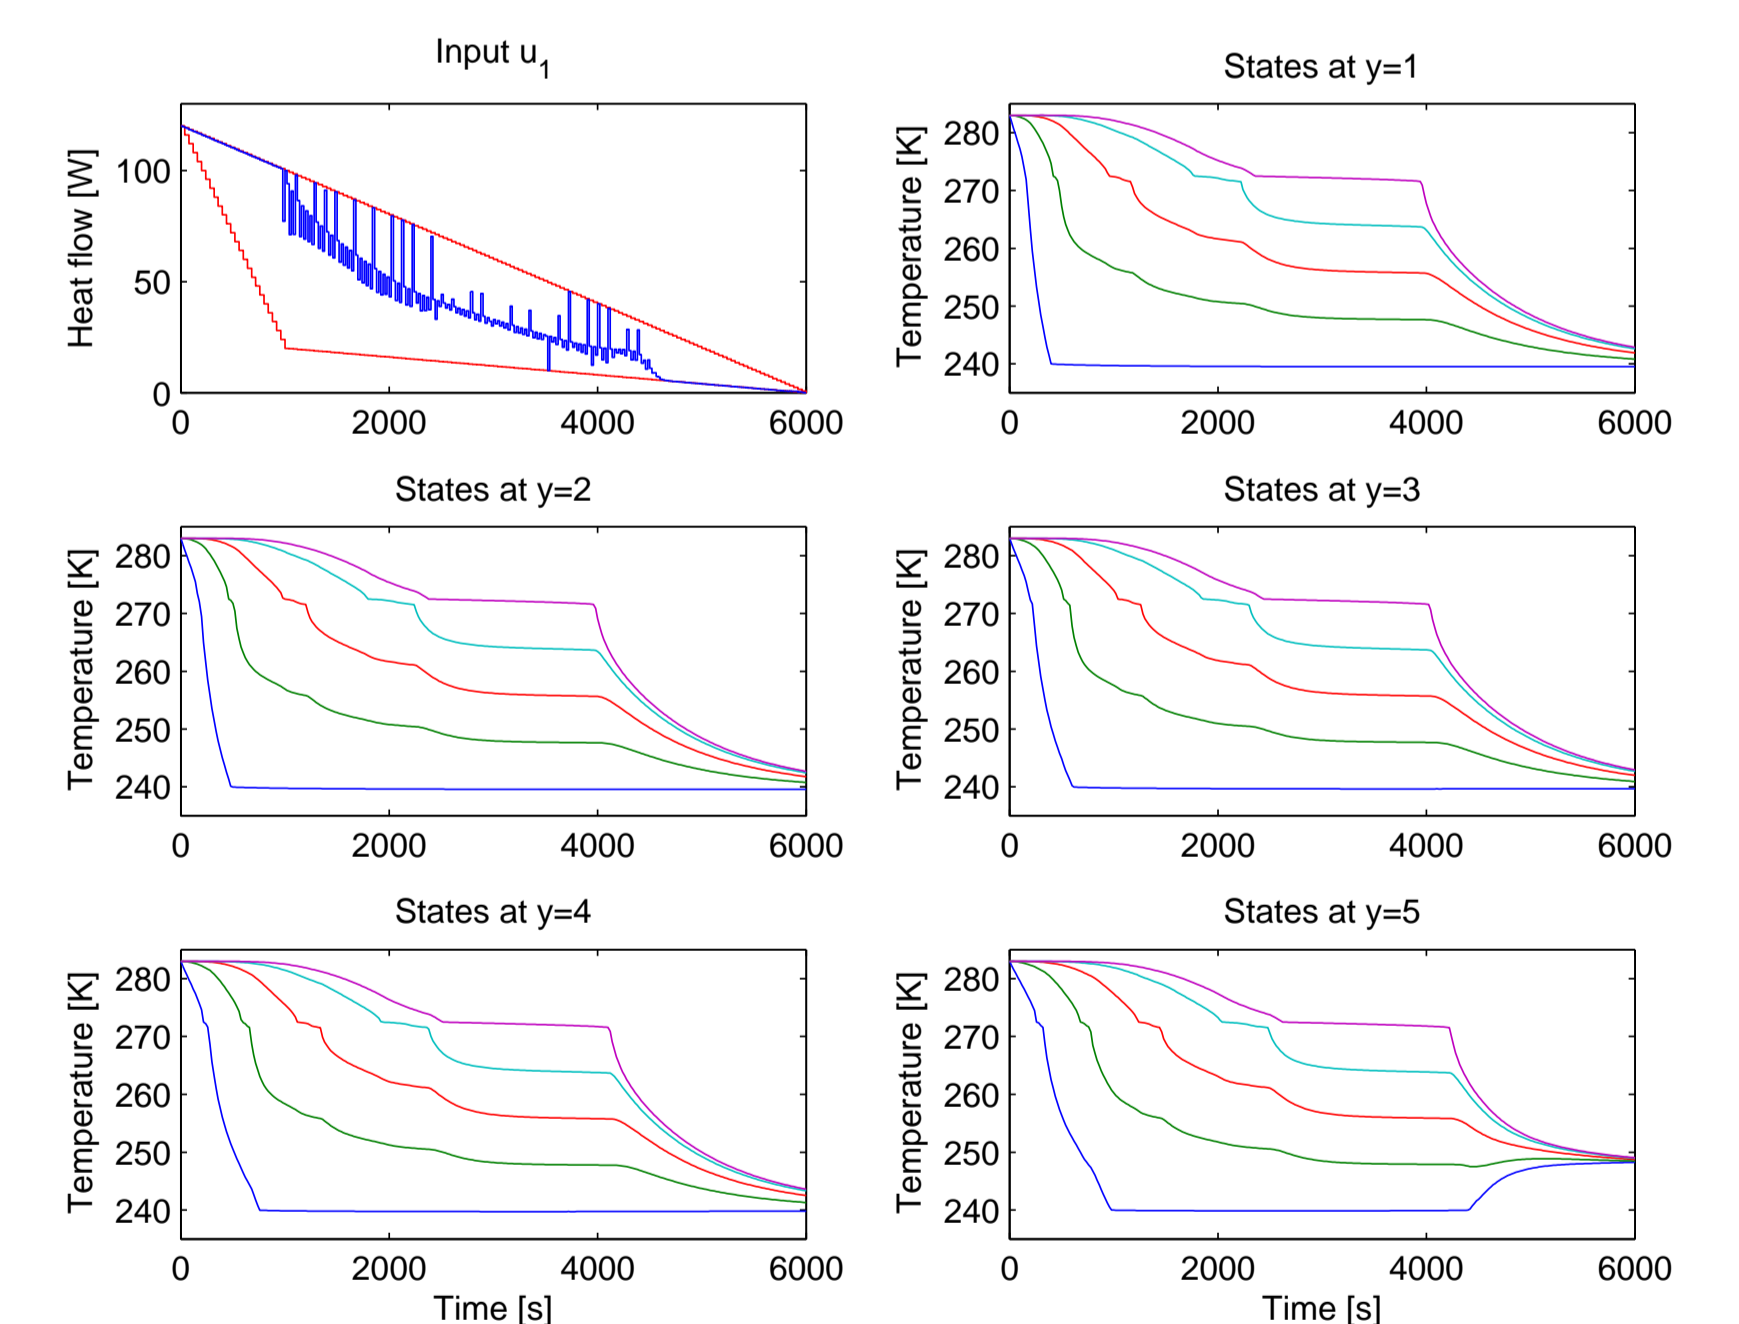 Input u1
States at y=1
Heat flow [W]
100
50
0
0 2000 4000 6000
Temperature [K]
280
270
260
250
240
0 2000 4000 6000
States at y=2
States at y=3
Temperature [K]
280
270
260
250
240
0 2000 4000 6000
Temperature [K]
280
270
260
250
240
0 2000 4000 6000
States at y=4
States at y=5
Temperature [K]
280
270
260
250
240
0 2000 4000 6000
Time [s]
Temperature [K]
280
270
260
250
240
0 2000 4000 6000
Time [s]